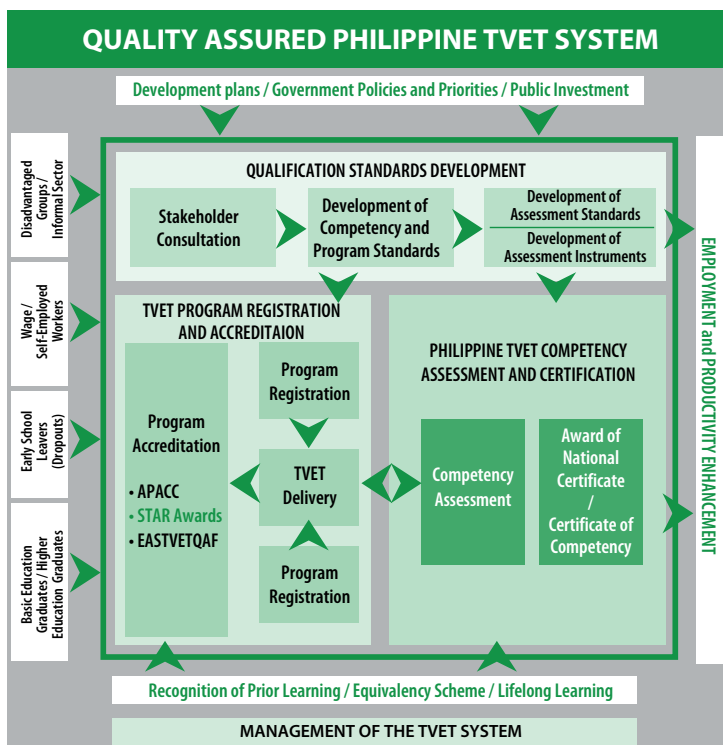 QUALITY ASSURED PHILIPPINE TVET SYSTEM
Development plans / Government Policies and Priorities / Public Investment
Disadvantaged
Groups /
Informal Sector
Wage /
Self-Employed
Workers
Early School
Leavers
(Dropouts)
Basic Education
Graduates / Higher
Education Graduates
QUALIFICATION STANDARDS DEVELOPMENT
Stakeholder
Consultation
Development of
Competency and
Program Standards
Development of
Assessment Standards
Development of
Assessment Instruments
TVET PROGRAM REGISTRATION
AND ACCREDITAION
Program
Accreditation
• APACC
• STAR Awards
• EASTVETQAF
Program
Registration
TVET
Delivery
Program
Registration
PHILIPPINE TVET COMPETENCY
ASSESSMENT AND CERTIFICATION
Competency
Assessment
Award of
National
Certificate
/
Certificate of
Competency
EMPLOYMENT and PRODUCTIVITY ENHANCEMENT
Recognition of Prior Learning / Equivalency Scheme / Lifelong Learning
MANAGEMENT OF THE TVET SYSTEM